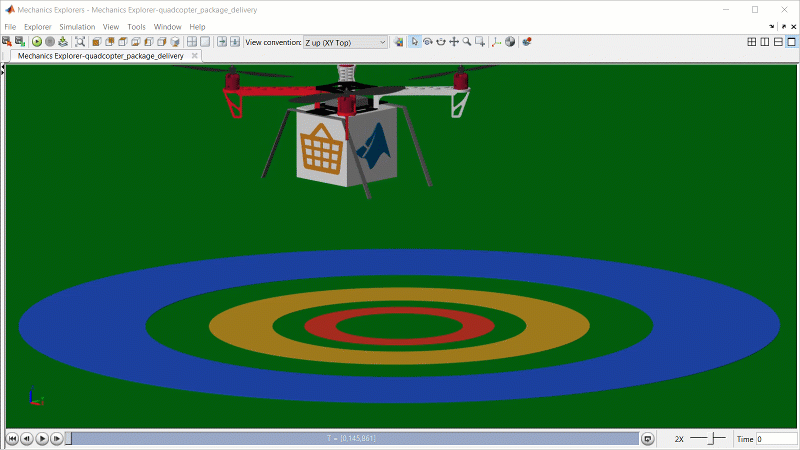 Mechanics Explorers - Mechanics Explorer-quadcopter_package_delivery
File Explorer Simulation View Tools Window Help
View convention: Z up (XY Top)
Mechanics Explorer-quadcopter_package_delivery
T = [0,145,861]
2X
Time 0